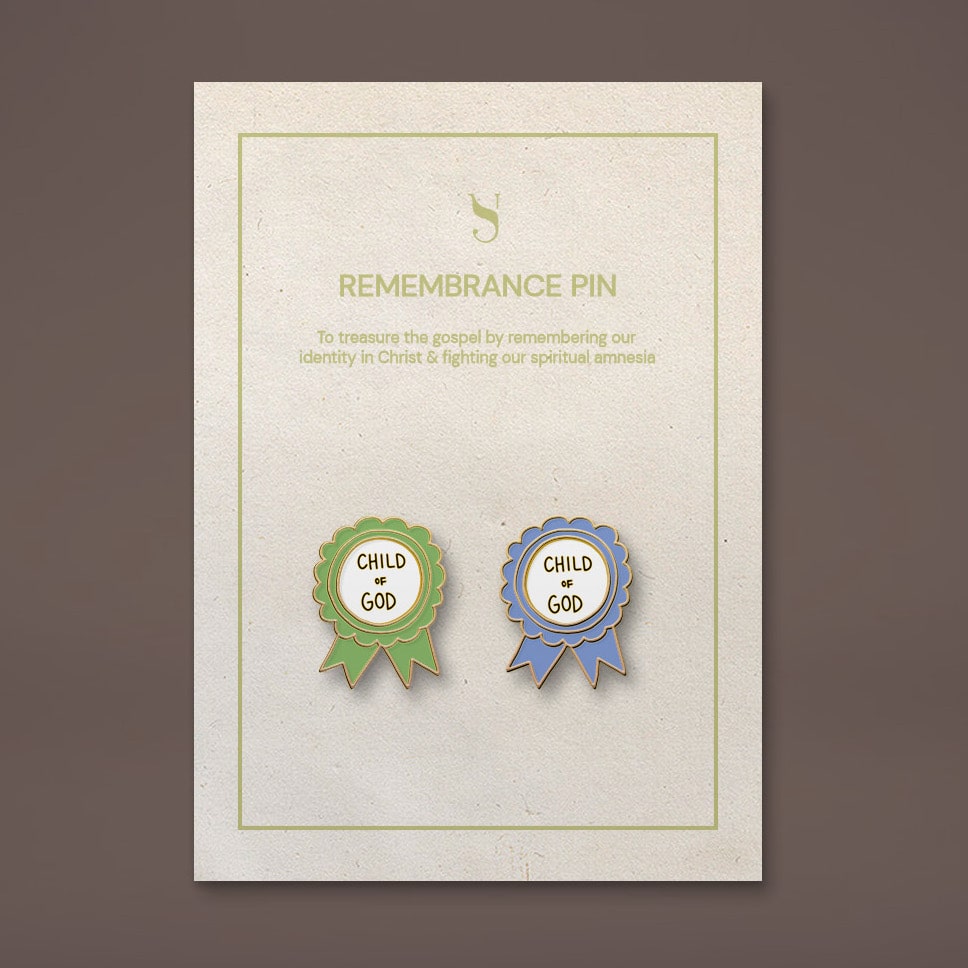 REMEMBRANCE PIN
To treasure the gospel by remembering our
identity in Christ & fighting our spiritual amnesia
CHILD
OF
GOD
CHILD
OF
GOD